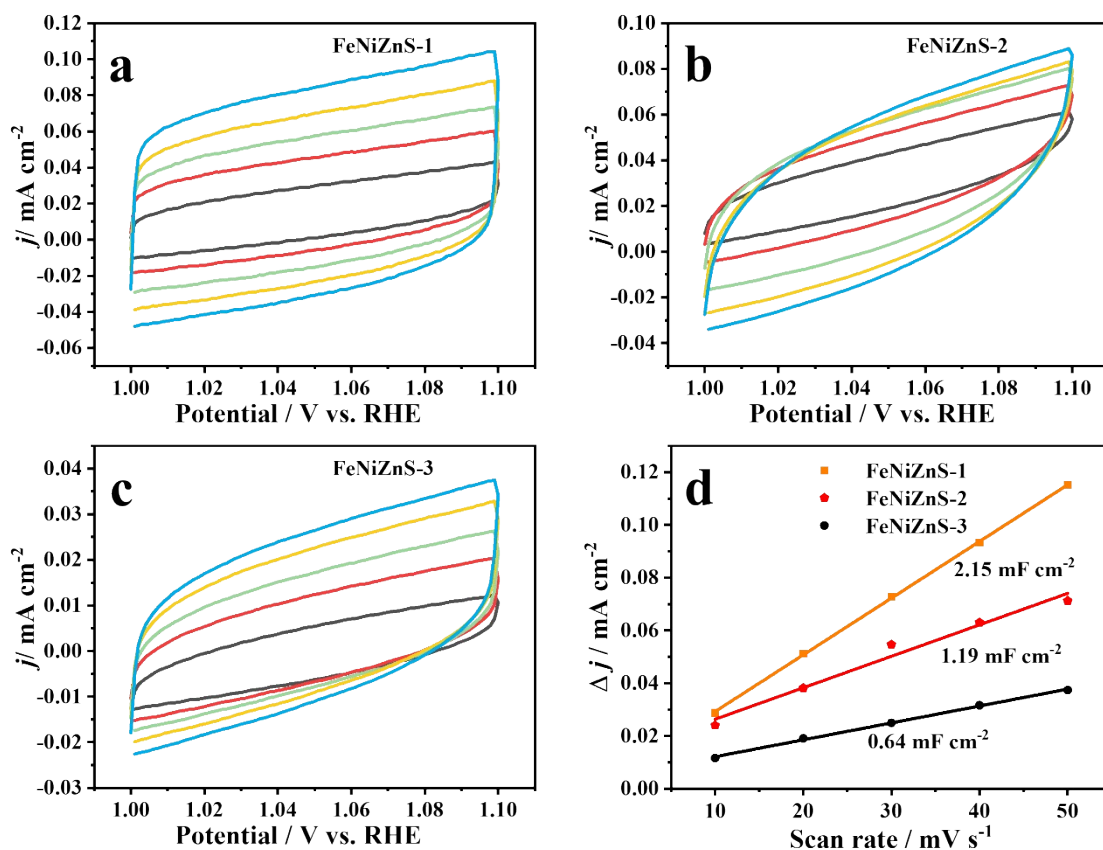 a
FeNiZnS-1
0.12
0.10
0.08
0.06
0.04
0.02
0.00
-0.02
-0.04
-0.06
j/ mA cm⁻²
1.00 1.02 1.04 1.06 1.08 1.10
Potential / V vs. RHE
b
FeNiZnS-2
0.10
0.08
0.06
0.04
0.02
0.00
-0.02
-0.04
j/ mA cm⁻²
1.00 1.02 1.04 1.06 1.08 1.10
Potential / V vs. RHE
c
FeNiZnS-3
0.04
0.03
0.02
0.01
0.00
-0.01
-0.02
-0.03
j/ mA cm⁻²
1.00 1.02 1.04 1.06 1.08 1.10
Potential / V vs. RHE
d
FeNiZnS-1
FeNiZnS-2
FeNiZnS-3
0.12
0.10
0.08
0.06
0.04
0.02
0.00
Δ j/ mA cm⁻²
2.15 mF cm⁻²
1.19 mF cm⁻²
0.64 mF cm⁻²
10 20 30 40 50
Scan rate / mV s⁻¹